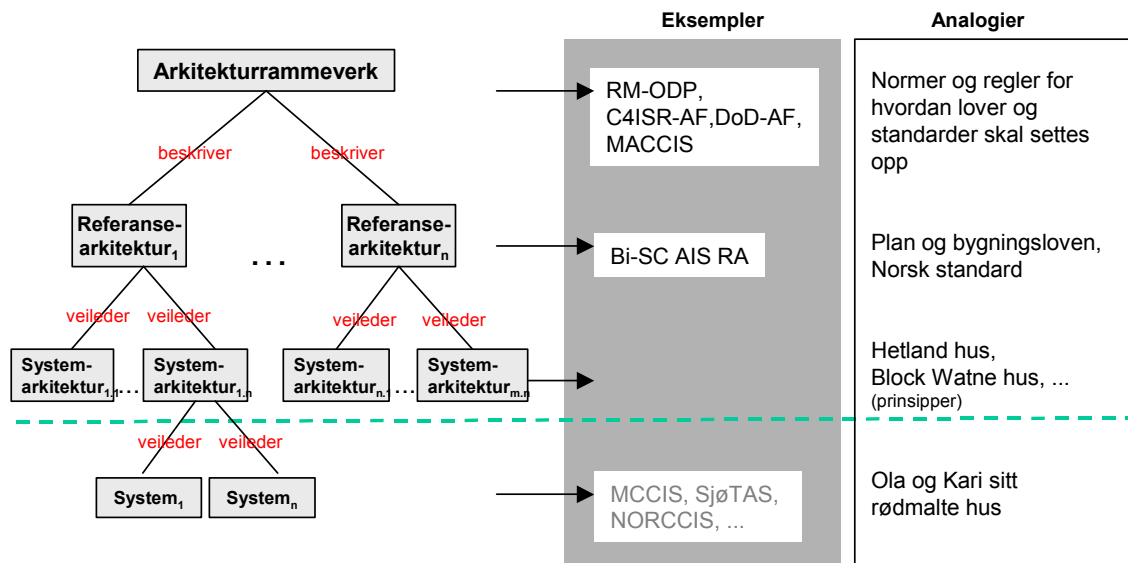 Eksempler
Analogier
Arkitekturrammeverk
RM-ODP,
C4ISR-AF,DoD-AF,
MACCIS
Normer og regler for
hvordan lover og
standarder skal settes
opp
beskriver
beskriver
Referanse-
arkitektur1
. . .
Referanse-
arkitekturn
Bi-SC AIS RA
Plan og bygningsloven,
Norsk standard
veileder
veileder
veileder
veileder
System-
arkitektur1.1
...
System-
arkitektur1.n
System-
arkitekturn.1
...
System-
arkitekturm.n
Hetland hus,
Block Watne hus, ...
(prinsipper)
veileder
veileder
System1
Systemn
MCCIS, SjøTAS,
NORCCIS, ...
Ola og Kari sitt
rødmalte hus